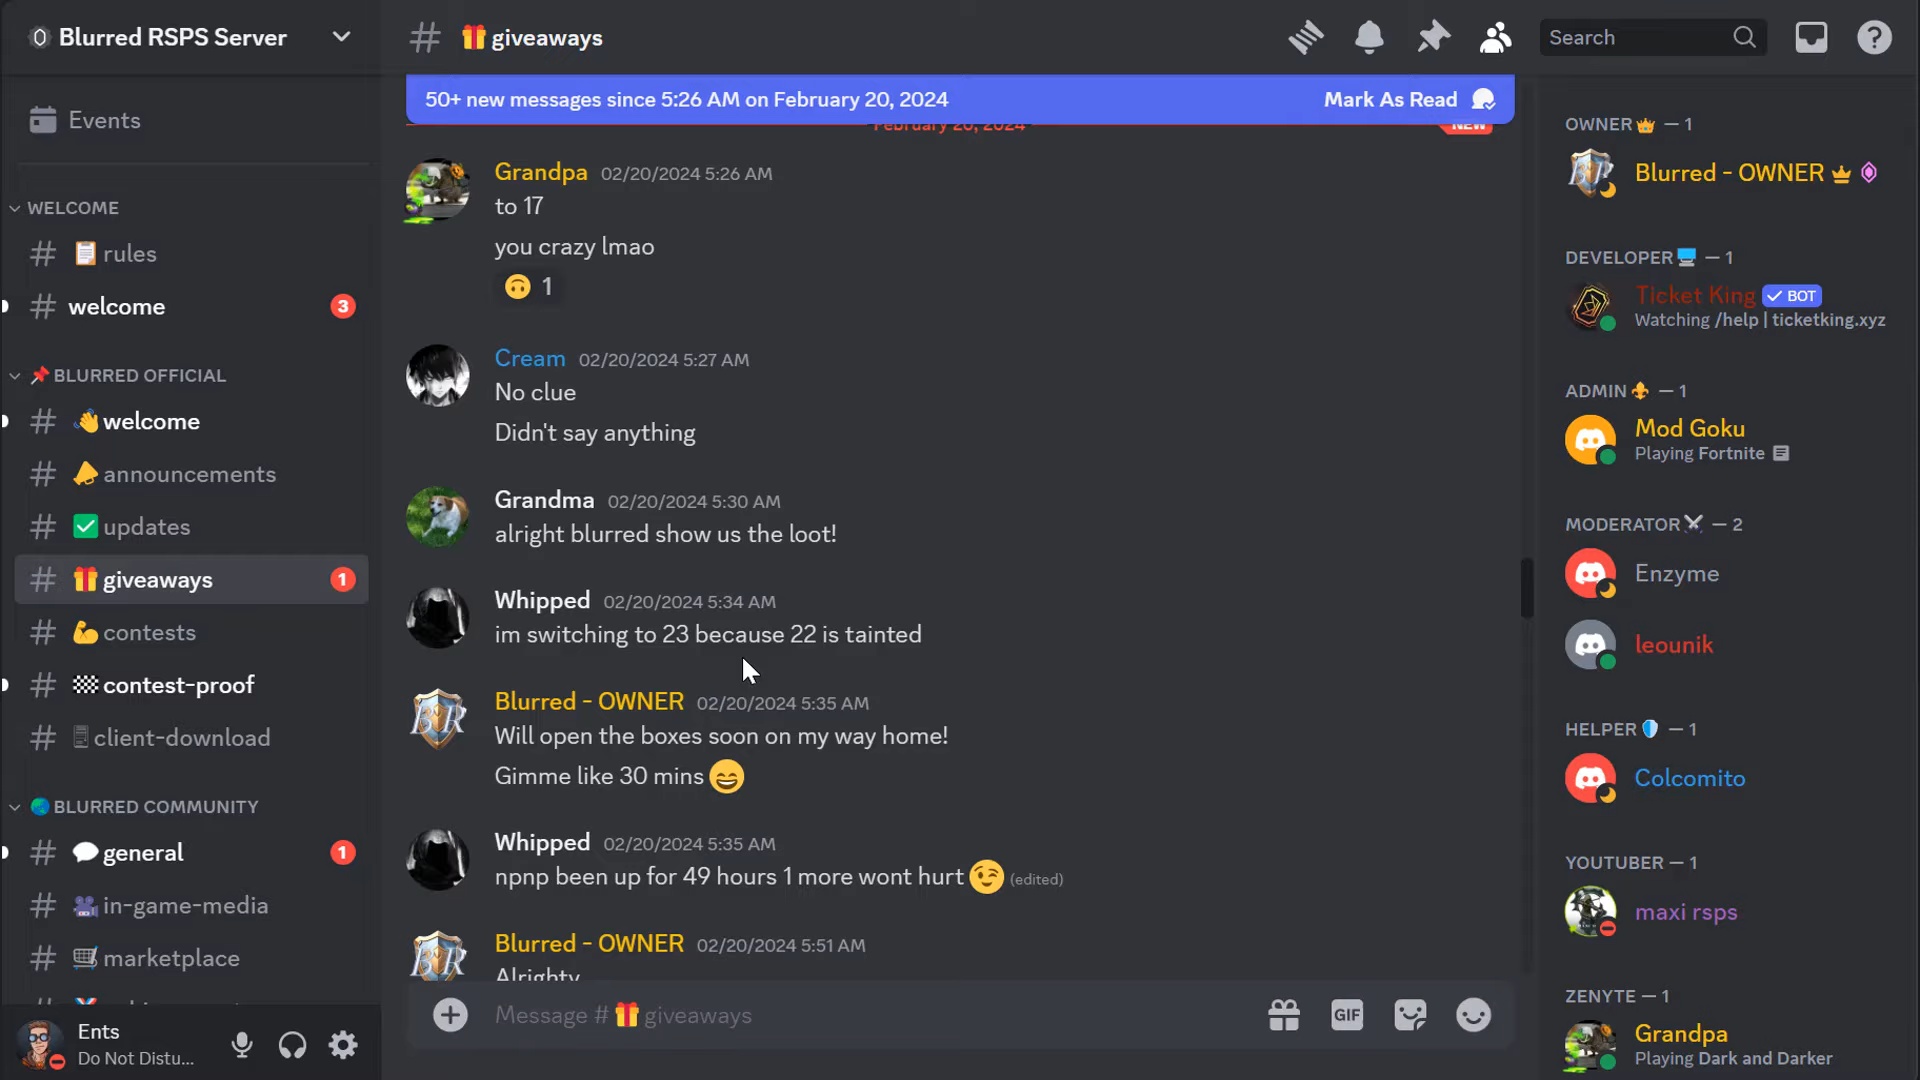 Blurred RSPS Server
Events
WELCOME
rules
welcome
3
BLURRED OFFICIAL
welcome
announcements
updates
giveaways
1
contests
contest-proof
client-download
BLURRED COMMUNITY
general
1
in-game-media
marketplace
Ents
Do Not Distu...
giveaways
Search
50+ new messages since 5:26 AM on February 20, 2024
Mark As Read
February 20, 2024
NEW
Grandpa 02/20/2024 5:26 AM
to 17
you crazy lmao
1
Cream 02/20/2024 5:27 AM
No clue
Didn't say anything
Grandma 02/20/2024 5:30 AM
alright blurred show us the loot!
Whipped 02/20/2024 5:34 AM
im switching to 23 because 22 is tainted
BR
Blurred - OWNER 02/20/2024 5:35 AM
Will open the boxes soon on my way home!
Gimme like 30 mins
Whipped 02/20/2024 5:35 AM
npnp been up for 49 hours 1 more wont hurt (edited)
BR
Blurred - OWNER 02/20/2024 5:51 AM
Alrighty
Message # giveaways
GIF
OWNER — 1
BR
Blurred - OWNER
DEVELOPER — 1
Ticket King BOT
Watching /help | ticketking.xyz
ADMIN — 1
Mod Goku
Playing Fortnite
MODERATOR — 2
Enzyme
leounik
HELPER — 1
Colcomito
YOUTUBER — 1
maxi rsps
ZENYTE — 1
Grandpa
Playing Dark and Darker